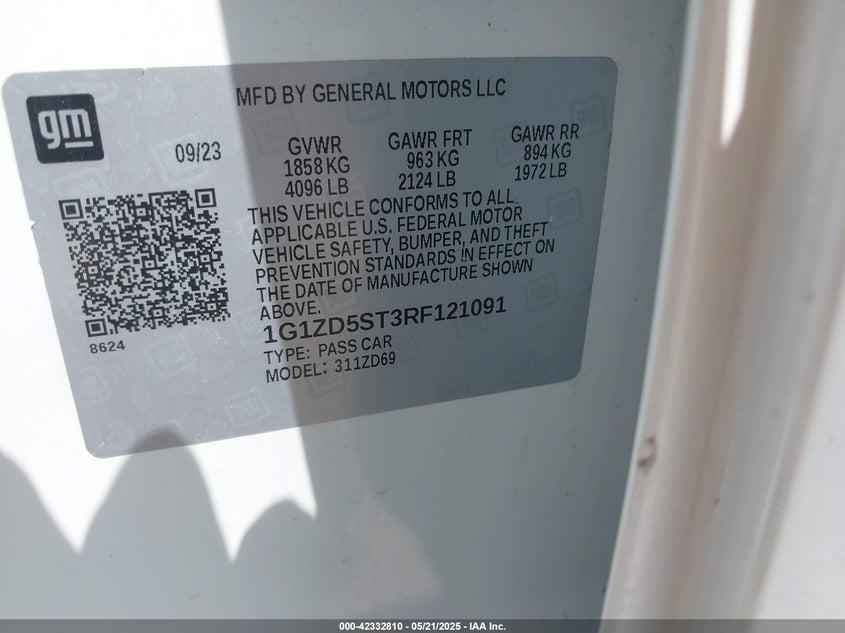 MFD BY GENERAL MOTORS LLC
gm
09/23
GVWR GAWR FRT GAWR RR
1858 KG 963 KG 894 KG
4096 LB 2124 LB 1972 LB
THIS VEHICLE CONFORMS TO ALL
APPLICABLE U.S. FEDERAL MOTOR
VEHICLE SAFETY, BUMPER, AND THEFT
PREVENTION STANDARDS IN EFFECT ON
THE DATE OF MANUFACTURE SHOWN
ABOVE.
1G1ZD5ST3RF121091
8624
TYPE: PASS CAR
MODEL: 311ZD69
000-42332810 - 05/21/2025 - IAA Inc.